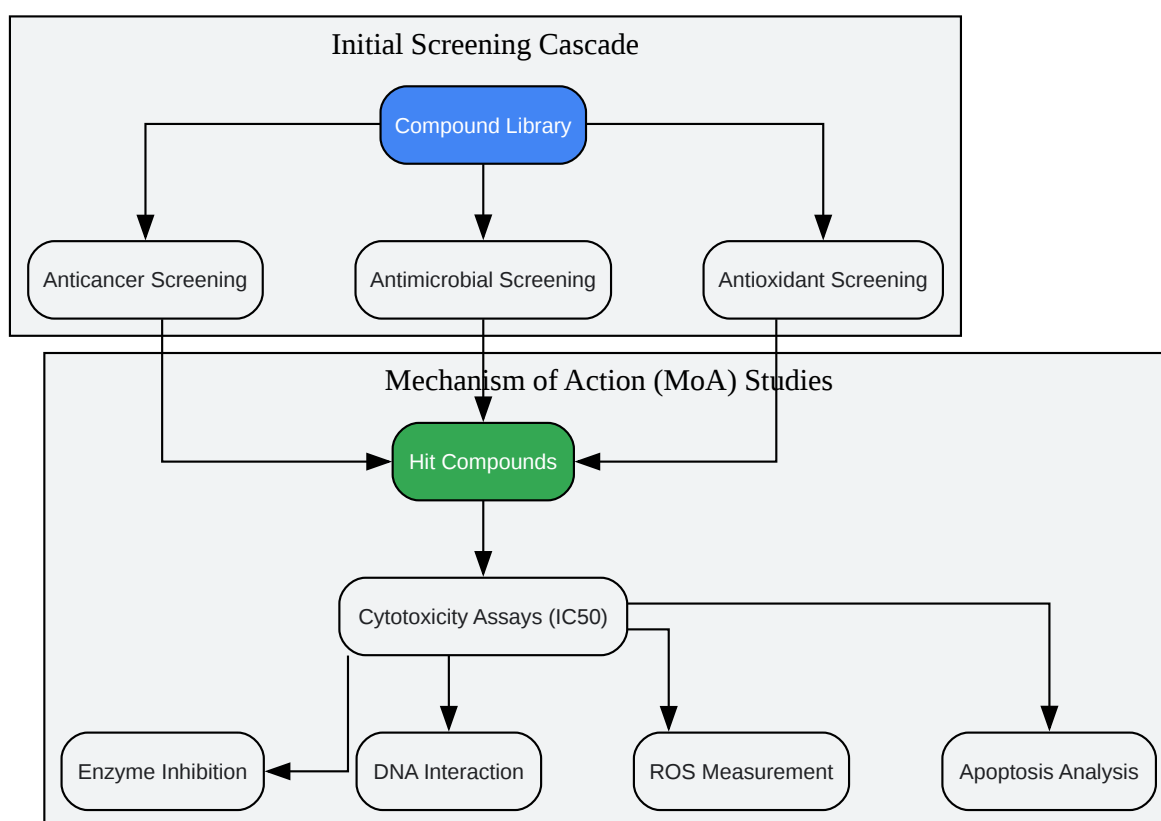 Initial Screening Cascade
Compound Library
Anticancer Screening
Antimicrobial Screening
Antioxidant Screening
Mechanism of Action (MoA) Studies
Hit Compounds
Cytotoxicity Assays (IC50)
Enzyme Inhibition
DNA Interaction
ROS Measurement
Apoptosis Analysis